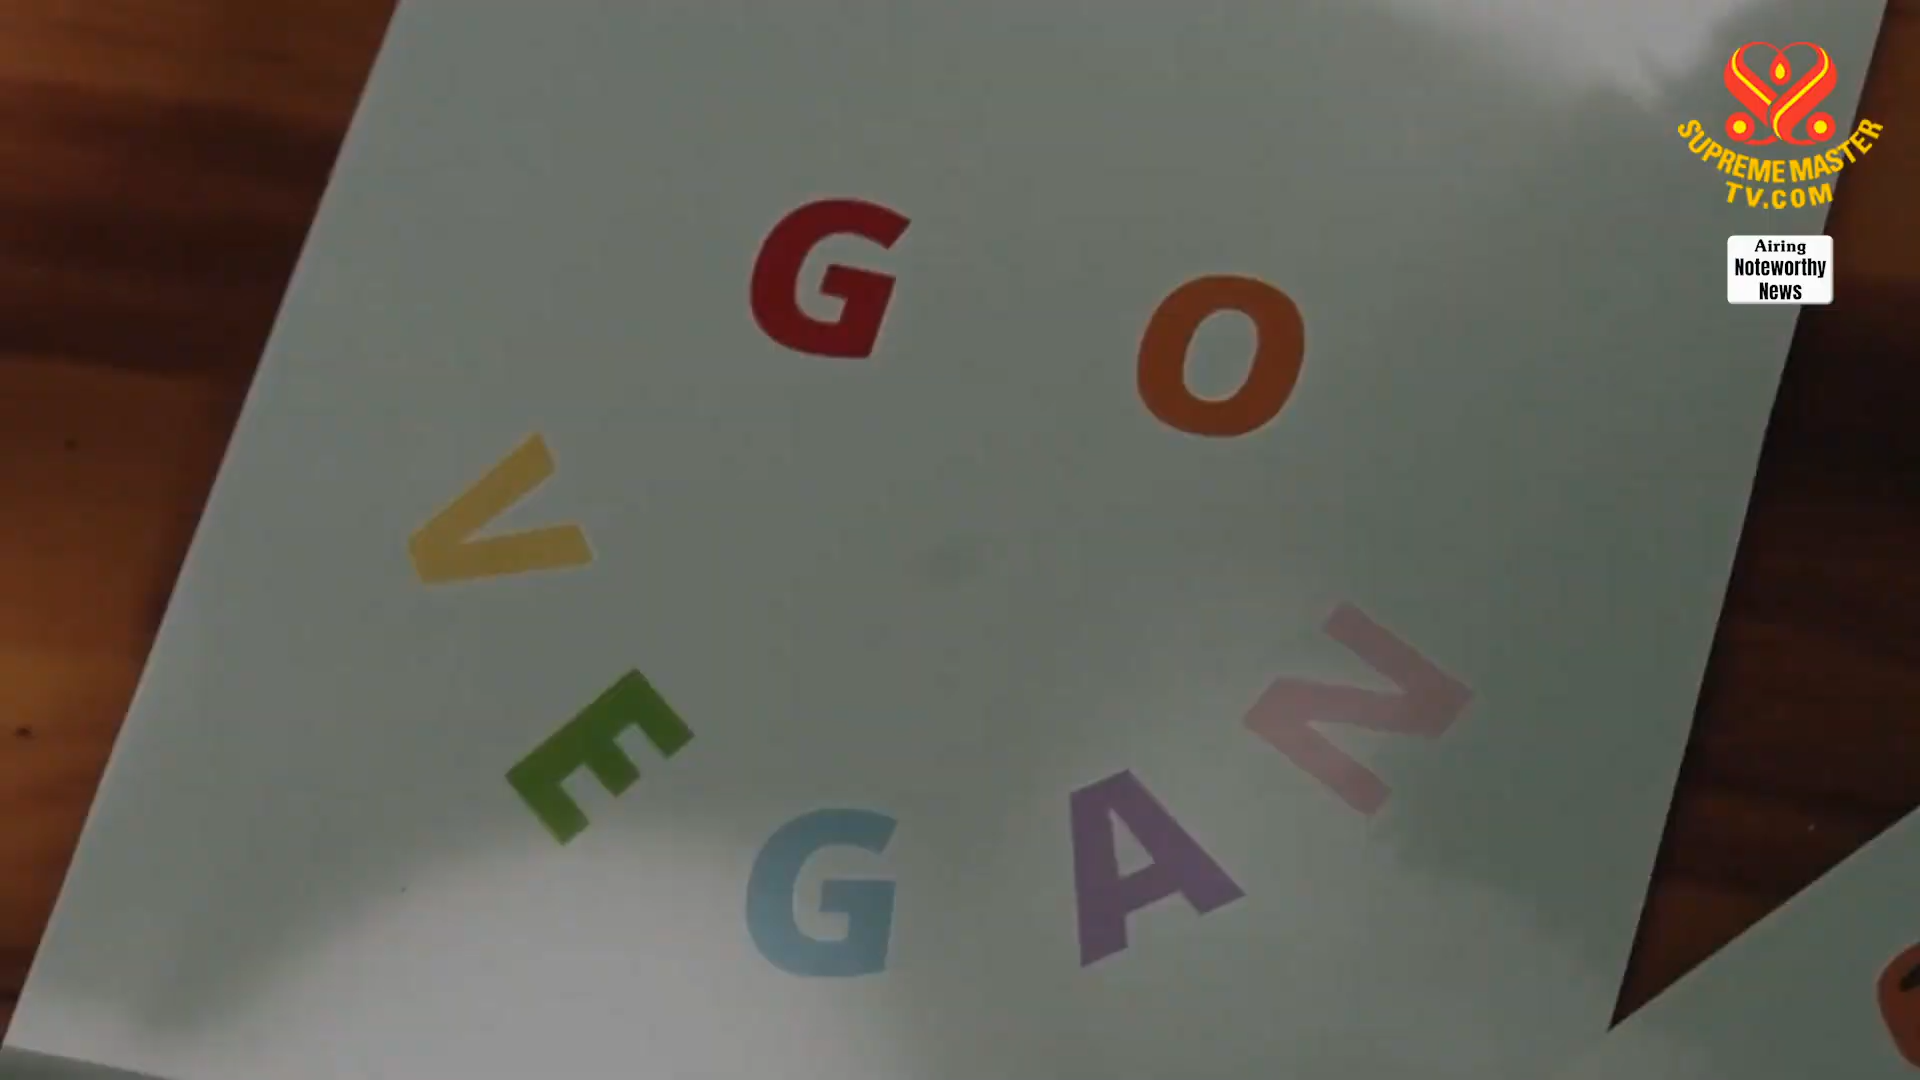 GO
VEGAN
SUPREME MASTER
TV.COM
Airing
Noteworthy
News